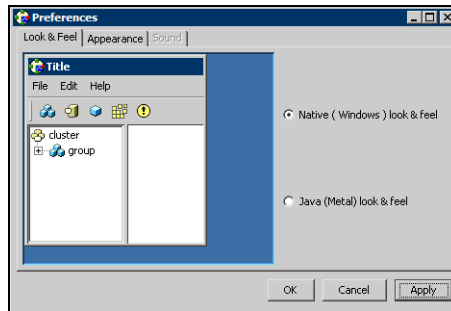 Preferences
Look & Feel Appearance Sound
Title
File Edit Help
cluster
group
Native ( Windows ) look & feel
Java (Metal) look & feel
OK Cancel Apply